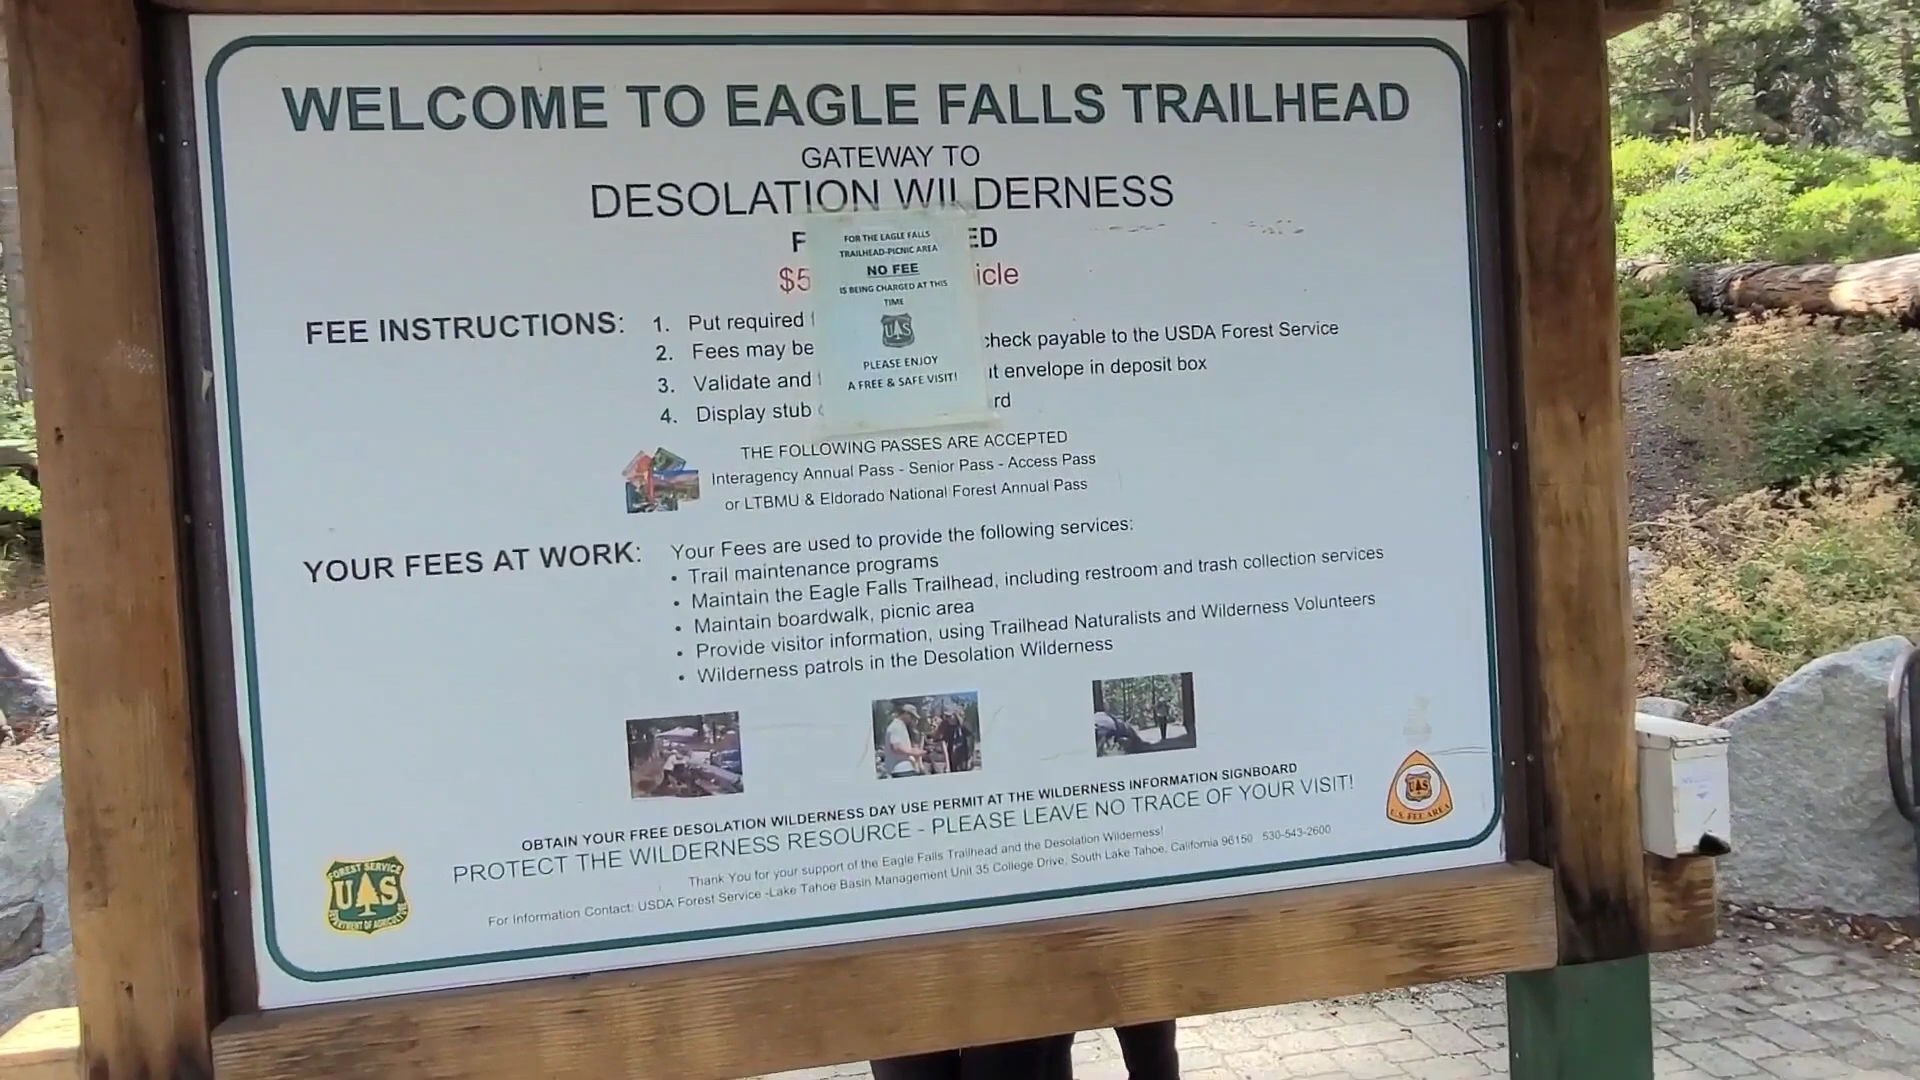 WELCOME TO EAGLE FALLS TRAILHEAD
GATEWAY TO
DESOLATION WILDERNESS
F ED
$5 icle
FOR THE EAGLE FALLS
TRAILHEAD-PICNIC AREA
NO FEE
IS BEING CHARGED AT THIS
TIME
UAS
PLEASE ENJOY
A FREE & SAFE VISIT!
FEE INSTRUCTIONS:
1. Put required
2. Fees may be check payable to the USDA Forest Service
3. Validate and envelope in deposit box
4. Display stub rd
THE FOLLOWING PASSES ARE ACCEPTED
Interagency Annual Pass - Senior Pass - Access Pass
or LTBMU & Eldorado National Forest Annual Pass
YOUR FEES AT WORK:
Your Fees are used to provide the following services:
• Trail maintenance programs
• Maintain the Eagle Falls Trailhead, including restroom and trash collection services
• Maintain boardwalk, picnic area
• Provide visitor information, using Trailhead Naturalists and Wilderness Volunteers
• Wilderness patrols in the Desolation Wilderness
OBTAIN YOUR FREE DESOLATION WILDERNESS DAY USE PERMIT AT THE WILDERNESS INFORMATION SIGNBOARD
PROTECT THE WILDERNESS RESOURCE - PLEASE LEAVE NO TRACE OF YOUR VISIT!
Thank You for your support of the Eagle Falls Trailhead and the Desolation Wilderness!
For Information Contact: USDA Forest Service -Lake Tahoe Basin Management Unit 35 College Drive, South Lake Tahoe, California 96150 530-543-2600
FOREST SERVICE
UAS
DEPARTMENT OF AGRICULTURE
UAS
U.S. FEE AREA